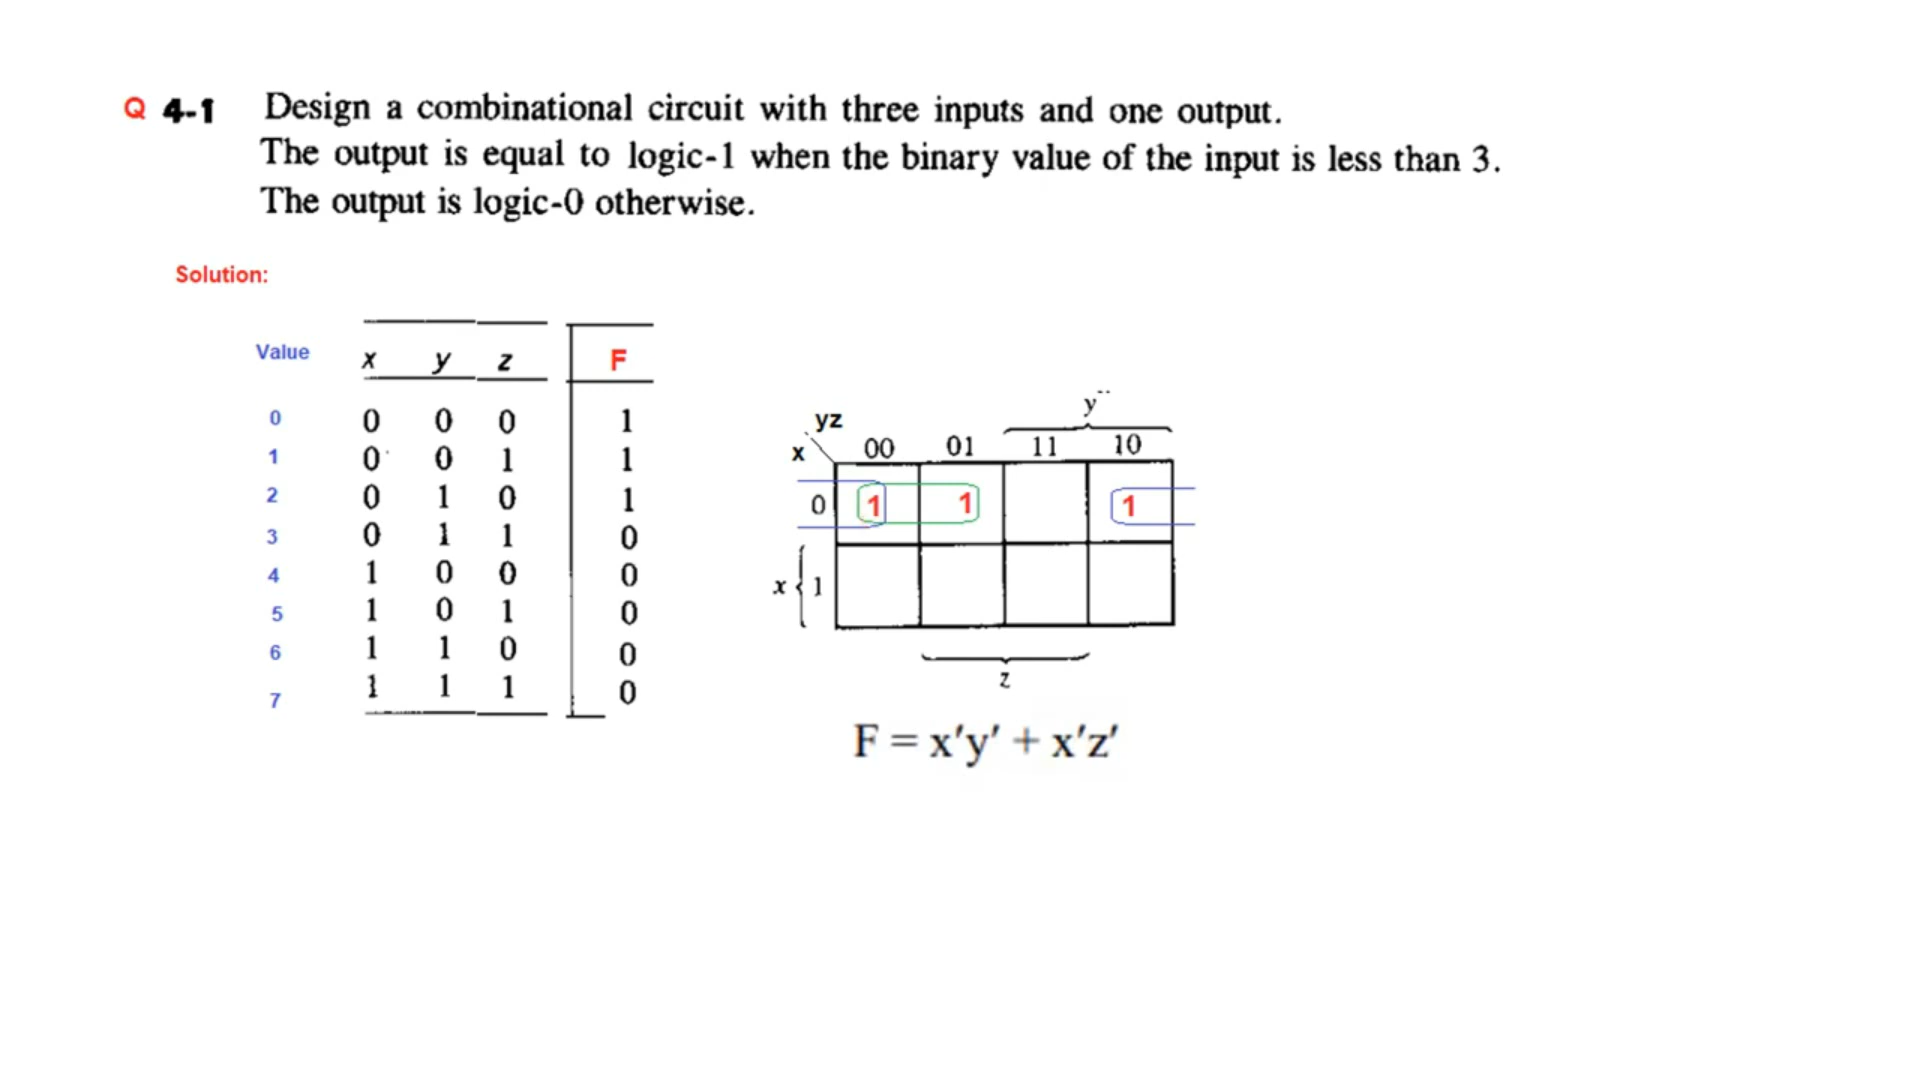 Q 4-1 Design a combinational circuit with three inputs and one output.
The output is equal to logic-1 when the binary value of the input is less than 3.
The output is logic-0 otherwise.
Solution:
Value x y z F
0 0 0 0 1
1 0 0 1 1
2 0 1 0 1
3 0 1 1 0
4 1 0 0 0
5 1 0 1 0
6 1 1 0 0
7 1 1 1 0
y
yz
x 00 01 11 10
0 1 1 1
x { 1
z
F = x'y' + x'z'